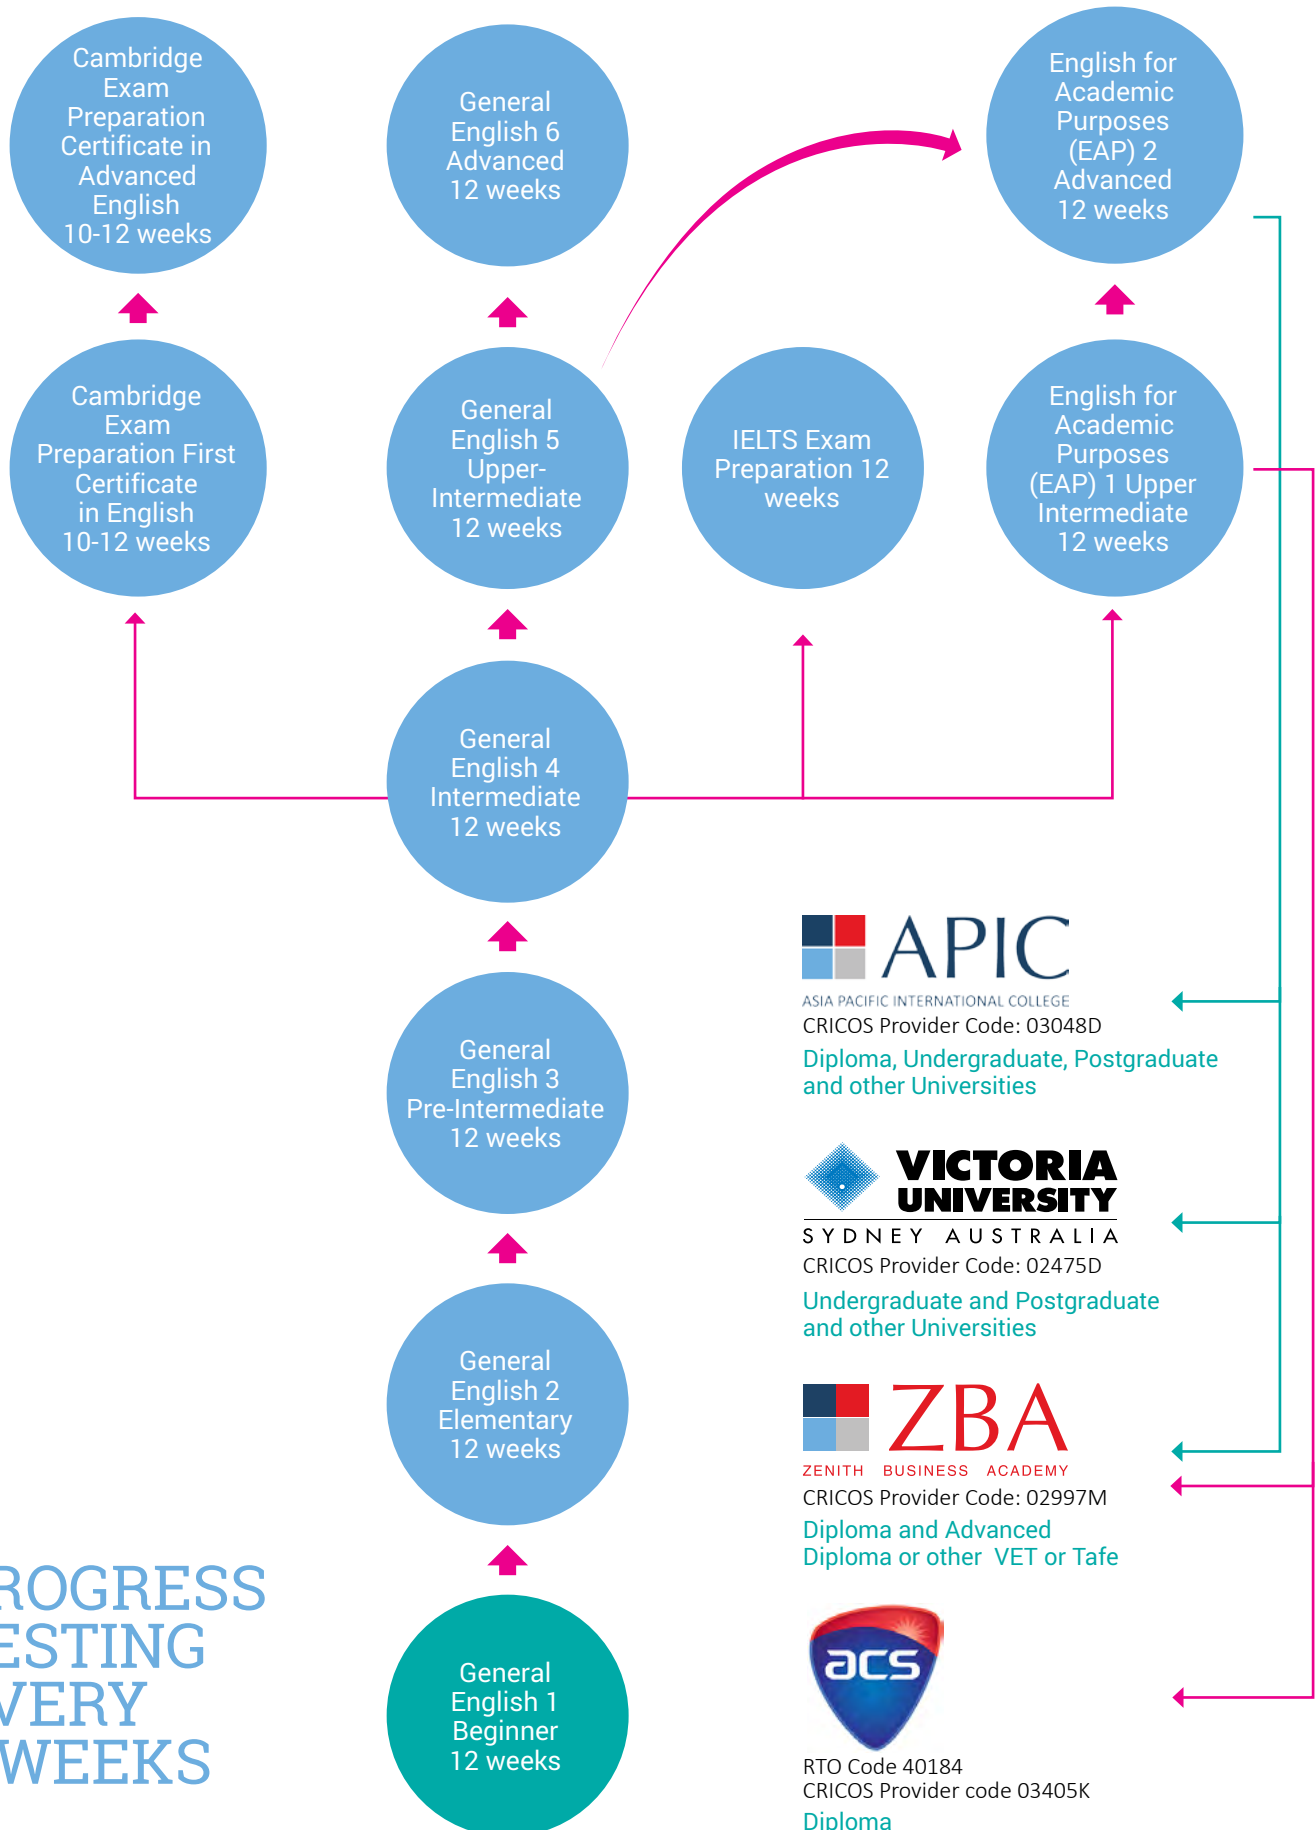 Cambridge
Exam
Preparation
Certificate in
Advanced
English
10-12 weeks
General
English 6
Advanced
12 weeks
English for
Academic
Purposes
(EAP) 2
Advanced
12 weeks
Cambridge
Exam
Preparation First
Certificate
in English
10-12 weeks
General
English 5
Upper-
Intermediate
12 weeks
IELTS Exam
Preparation 12
weeks
English for
Academic
Purposes
(EAP) 1 Upper
Intermediate
12 weeks
General
English 4
Intermediate
12 weeks
General
English 3
Pre-Intermediate
12 weeks
General
English 2
Elementary
12 weeks
General
English 1
Beginner
12 weeks
APIC
ASIA PACIFIC INTERNATIONAL COLLEGE
CRICOS Provider Code: 03048D
Diploma, Undergraduate, Postgraduate
and other Universities
VICTORIA
UNIVERSITY
SYDNEY AUSTRALIA
CRICOS Provider Code: 02475D
Undergraduate and Postgraduate
and other Universities
ZBA
ZENITH BUSINESS ACADEMY
CRICOS Provider Code: 02997M
Diploma and Advanced
Diploma or other VET or Tafe
acs
RTO Code 40184
CRICOS Provider code 03405K
Diploma
ROGRESS
ESTING
VERY
WEEKS